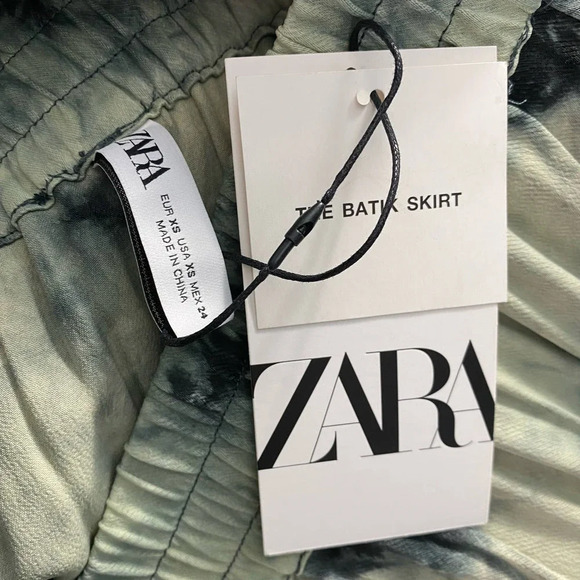 ZARA
EUR XS USA XS MEX 24
MADE IN CHINA
THE BATIK SKIRT
ZARA